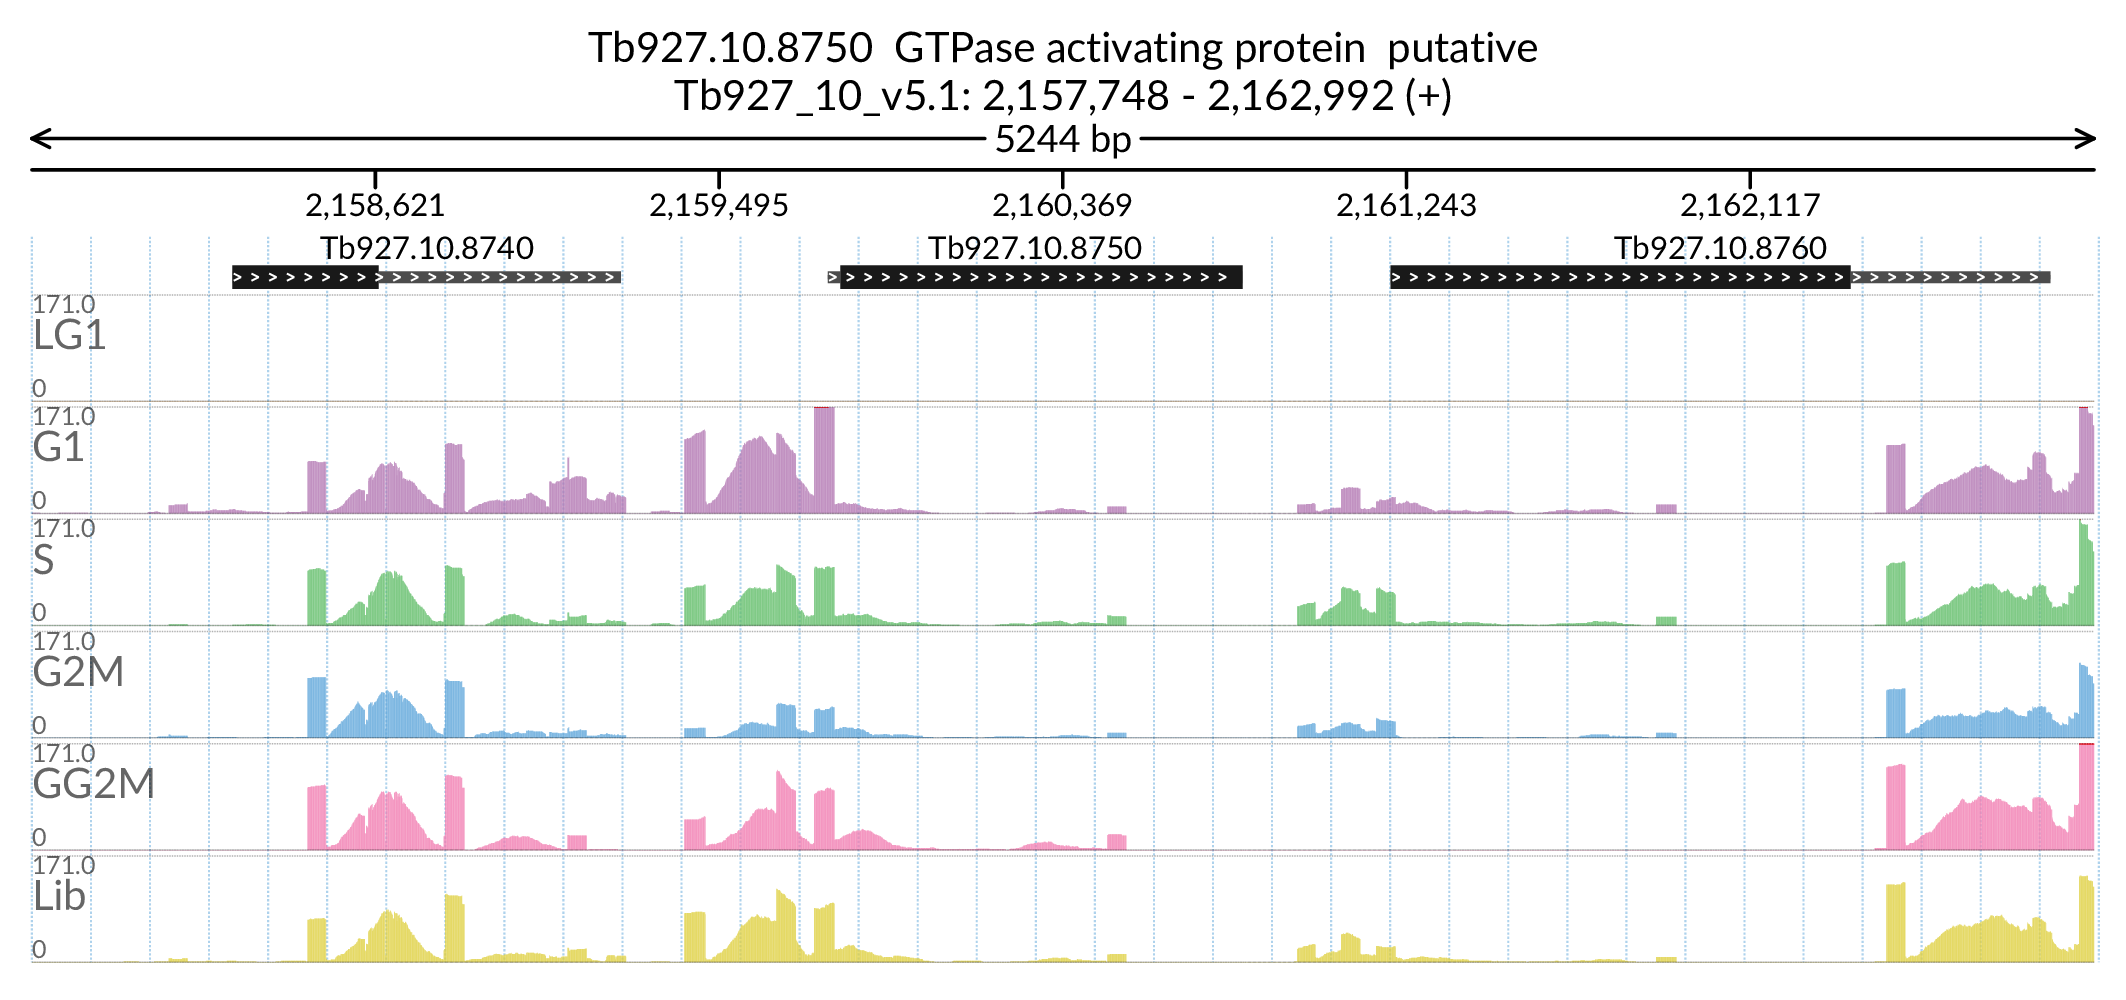 Tb927.10.8750  GTPase activating protein  putative
Tb927_10_v5.1: 2,157,748 - 2,162,992 (+)
5244 bp
2,158,621 2,159,495 2,160,369 2,161,243 2,162,117
Tb927.10.8740 Tb927.10.8750 Tb927.10.8760
171.0
LG1
0
171.0
G1
0
171.0
S
0
171.0
G2M
0
171.0
GG2M
0
171.0
Lib
0